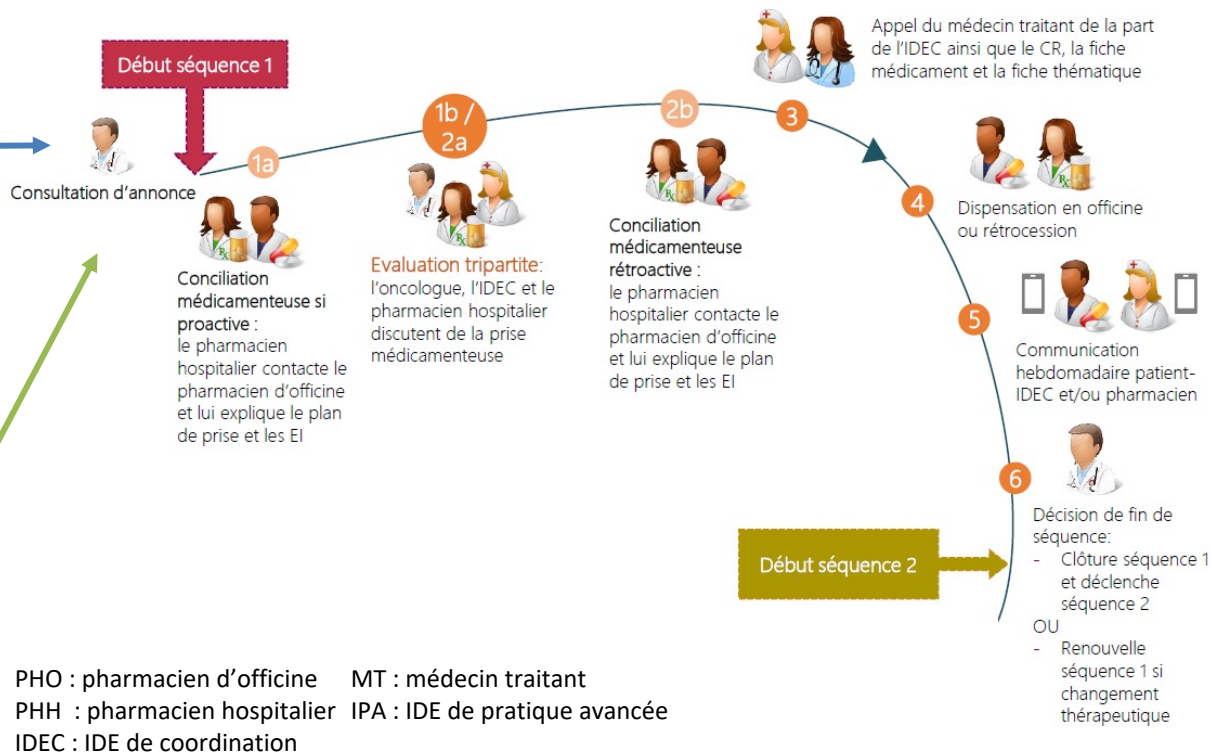 Début séquence 1
Consultation d'annonce
1a
Conciliation
médicamenteuse si
proactive :
le pharmacien
hospitalier contacte le
pharmacien d'officine
et lui explique le plan
de prise et les EI
1b /
2a
Evaluation tripartite:
l'oncologue, l'IDEC et le
pharmacien hospitalier
discutent de la prise
médicamenteuse
2b
Conciliation
médicamenteuse
rétroactive :
le pharmacien
hospitalier contacte le
pharmacien d'officine
et lui explique le plan
de prise et les EI
3
Appel du médecin traitant de la part
de l'IDEC ainsi que le CR, la fiche
médicament et la fiche thématique
4
Dispensation en officine
ou rétrocession
5
Communication
hebdomadaire patient-
IDEC et/ou pharmacien
6
Décision de fin de
séquence:
- Clôture séquence 1
et déclenche
séquence 2
OU
- Renouvelle
séquence 1 si
changement
thérapeutique
Début séquence 2
PHO : pharmacien d'officine MT : médecin traitant
PHH : pharmacien hospitalier IPA : IDE de pratique avancée
IDEC : IDE de coordination